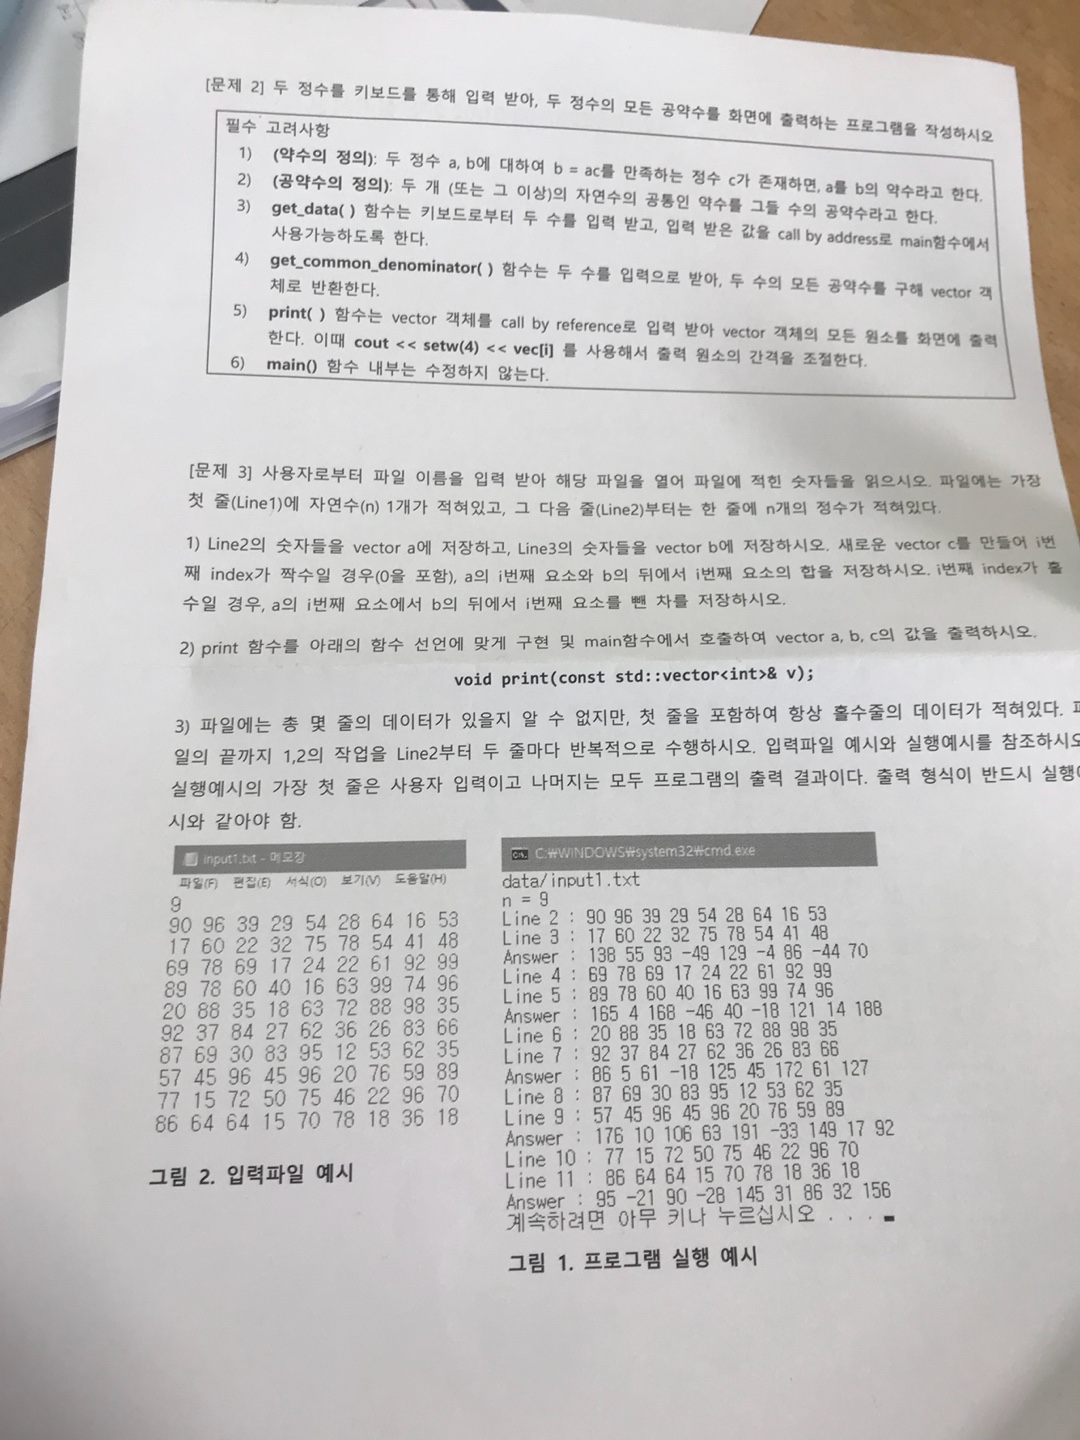 [문제 2] 두 정수를 키보드를 통해 입력 받아, 두 정수의 모든 공약수를 화면에 출력하는 프로그램을 작성하시오
필수 고려사항
1) (약수의 정의): 두 정수 a, b에 대하여 b = ac를 만족하는 정수 c가 존재하면, a를 b의 약수라고 한다.
2) (공약수의 정의): 두 개 (또는 그 이상)의 자연수의 공통인 약수를 그들 수의 공약수라고 한다.
3) get_data( ) 함수는 키보드로부터 두 수를 입력 받고, 입력 받은 값을 call by address로 main함수에서
사용가능하도록 한다.
4) get_common_denominator( ) 함수는 두 수를 입력으로 받아, 두 수의 모든 공약수를 구해 vector 객
체로 반환한다.
5) print( ) 함수는 vector 객체를 call by reference로 입력 받아 vector 객체의 모든 원소를 화면에 출력
한다. 이때 cout << setw(4) << vec[i] 를 사용해서 출력 원소의 간격을 조절한다.
6) main() 함수 내부는 수정하지 않는다.
[문제 3] 사용자로부터 파일 이름을 입력 받아 해당 파일을 열어 파일에 적힌 숫자들을 읽으시오. 파일에는 가장
첫 줄(Line1)에 자연수(n) 1개가 적혀있고, 그 다음 줄(Line2)부터는 한 줄에 n개의 정수가 적혀있다.
1) Line2의 숫자들을 vector a에 저장하고, Line3의 숫자들을 vector b에 저장하시오. 새로운 vector c를 만들어 i번
째 index가 짝수일 경우(0을 포함), a의 i번째 요소와 b의 뒤에서 i번째 요소의 합을 저장하시오. i번째 index가 홀
수일 경우, a의 i번째 요소에서 b의 뒤에서 i번째 요소를 뺀 차를 저장하시오.
2) print 함수를 아래의 함수 선언에 맞게 구현 및 main함수에서 호출하여 vector a, b, c의 값을 출력하시오.
void print(const std::vector<int>& v);
3) 파일에는 총 몇 줄의 데이터가 있을지 알 수 없지만, 첫 줄을 포함하여 항상 홀수줄의 데이터가 적혀있다. 파
일의 끝까지 1,2의 작업을 Line2부터 두 줄마다 반복적으로 수행하시오. 입력파일 예시와 실행예시를 참조하시오
실행예시의 가장 첫 줄은 사용자 입력이고 나머지는 모두 프로그램의 출력 결과이다. 출력 형식이 반드시 실행예
시와 같아야 함.
input1.txt - 메모장
파일(F) 편집(E) 서식(O) 보기(V) 도움말(H)
9
90 96 39 29 54 28 64 16 53
17 60 22 32 75 78 54 41 48
69 78 69 17 24 22 61 92 99
89 78 60 40 16 63 99 74 96
20 88 35 18 63 72 88 98 35
92 37 84 27 62 36 26 83 66
87 69 30 83 95 12 53 62 35
57 45 96 45 96 20 76 59 89
77 15 72 50 75 46 22 96 70
86 64 64 15 70 78 18 36 18
그림 2. 입력파일 예시
C:₩WINDOWS₩system32₩cmd.exe
data/input1.txt
n = 9
Line 2 : 90 96 39 29 54 28 64 16 53
Line 3 : 17 60 22 32 75 78 54 41 48
Answer : 138 55 93 -49 129 -4 86 -44 70
Line 4 : 69 78 69 17 24 22 61 92 99
Line 5 : 89 78 60 40 16 63 99 74 96
Answer : 165 4 168 -46 40 -18 121 14 188
Line 6 : 20 88 35 18 63 72 88 98 35
Line 7 : 92 37 84 27 62 36 26 83 66
Answer : 86 5 61 -18 125 45 172 61 127
Line 8 : 87 69 30 83 95 12 53 62 35
Line 9 : 57 45 96 45 96 20 76 59 89
Answer : 176 10 106 63 191 -33 149 17 92
Line 10 : 77 15 72 50 75 46 22 96 70
Line 11 : 86 64 64 15 70 78 18 36 18
Answer : 95 -21 90 -28 145 31 86 32 156
계속하려면 아무 키나 누르십시오 . . .
그림 1. 프로그램 실행 예시